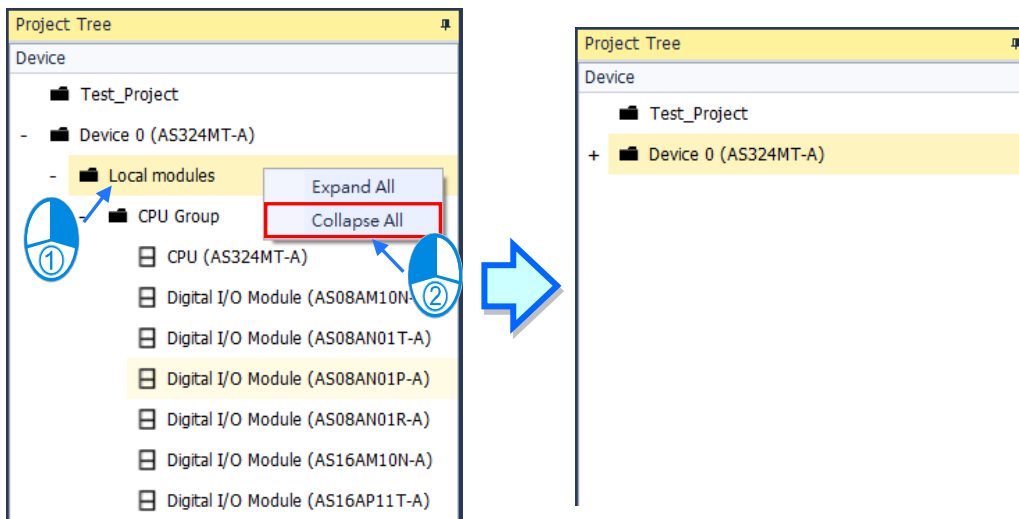 Project Tree
Device
Test_Project
- Device 0 (AS324MT-A)
- Local modules
Expand All
Collapse All
- CPU Group
CPU (AS324MT-A)
Digital I/O Module (AS08AM10N-
Digital I/O Module (AS08AN01T-A)
Digital I/O Module (AS08AN01P-A)
Digital I/O Module (AS08AN01R-A)
Digital I/O Module (AS16AM10N-A)
Digital I/O Module (AS16AP11T-A)
①
②
Project Tree
Device
Test_Project
+ Device 0 (AS324MT-A)